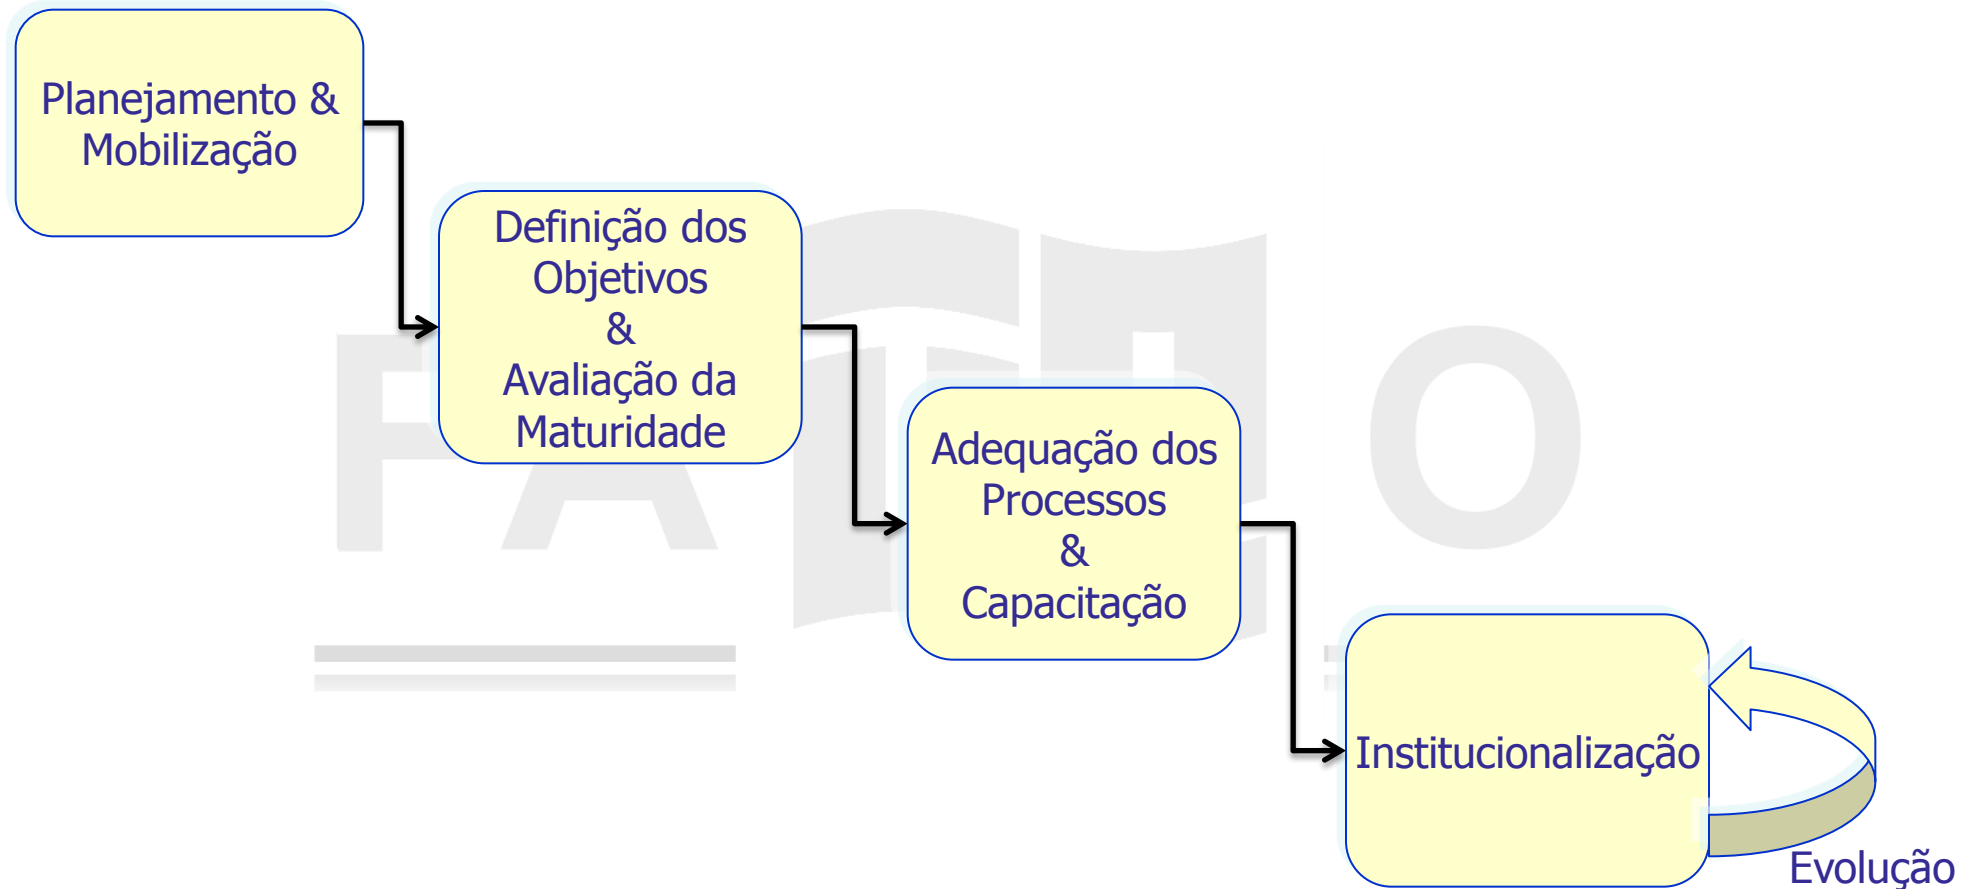 Planejamento &
Mobilização
Definição dos
Objetivos
&
Avaliação da
Maturidade
Adequação dos
Processos
&
Capacitação
Institucionalização
Evolução